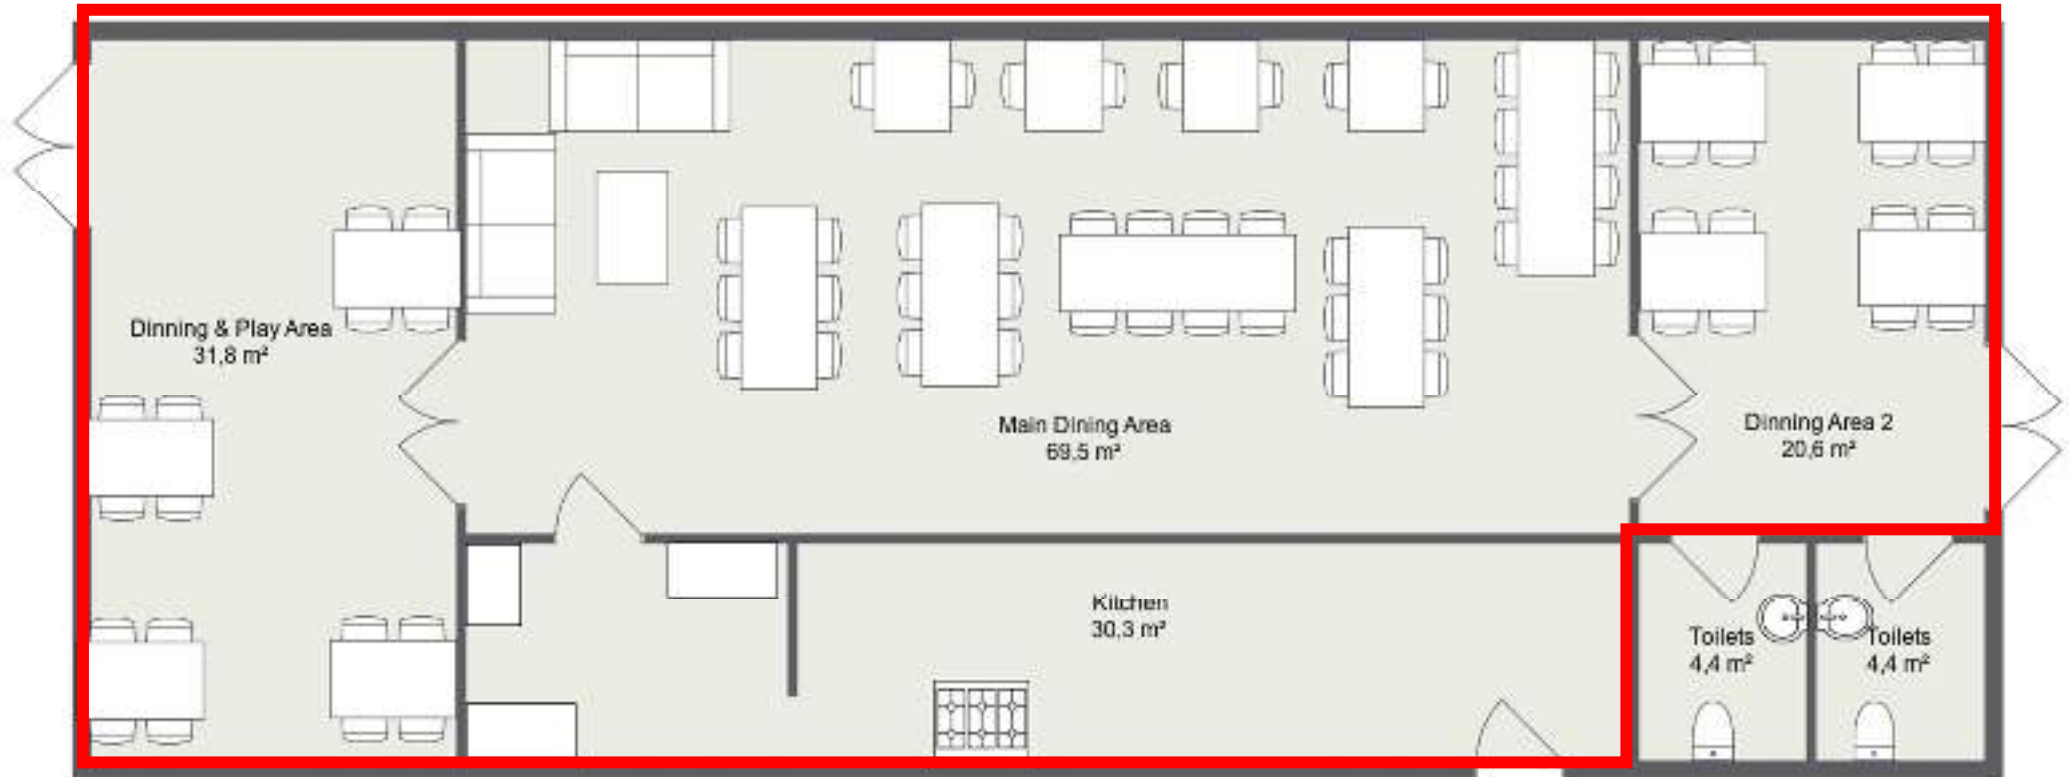 Dinning & Play Area
31,8 m²
Main Dining Area
69,5 m²
Dinning Area 2
20,6 m²
Kitchen
30,3 m²
Toilets
4,4 m²
Toilets
4,4 m²